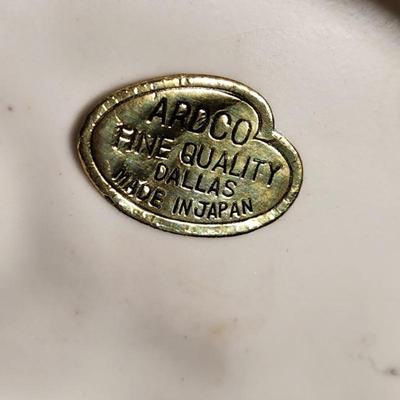 ARDCO
FINE QUALITY
DALLAS
MADE IN JAPAN